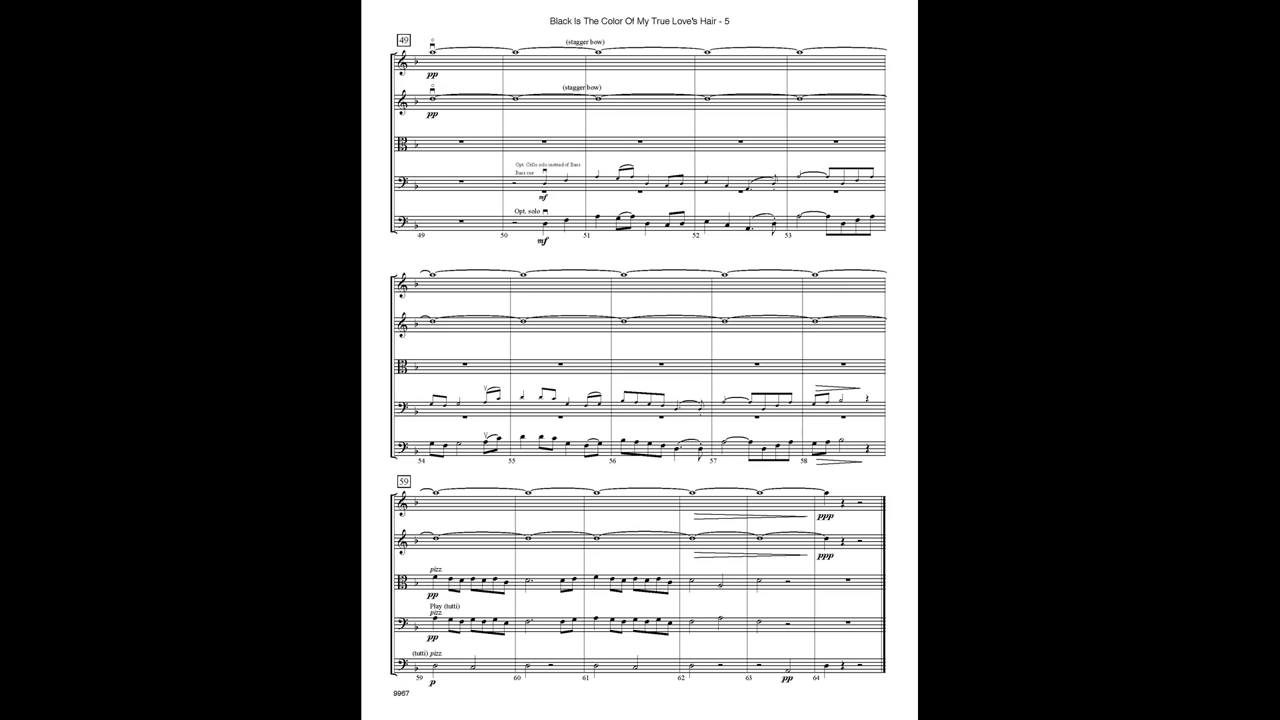 Black Is The Color Of My True Love's Hair - 5
49
(stagger bow)
pp
(stagger bow)
pp
Opt. Cello solo instead of Bass
Bass cue
mf
Opt. solo
mf
49 50 51 52 53
54 55 56 57 58
59
ppp
ppp
pizz.
pp
Play (tutti)
pizz.
pp
(tutti) pizz.
p
pp
59 60 61 62 63 64
9967